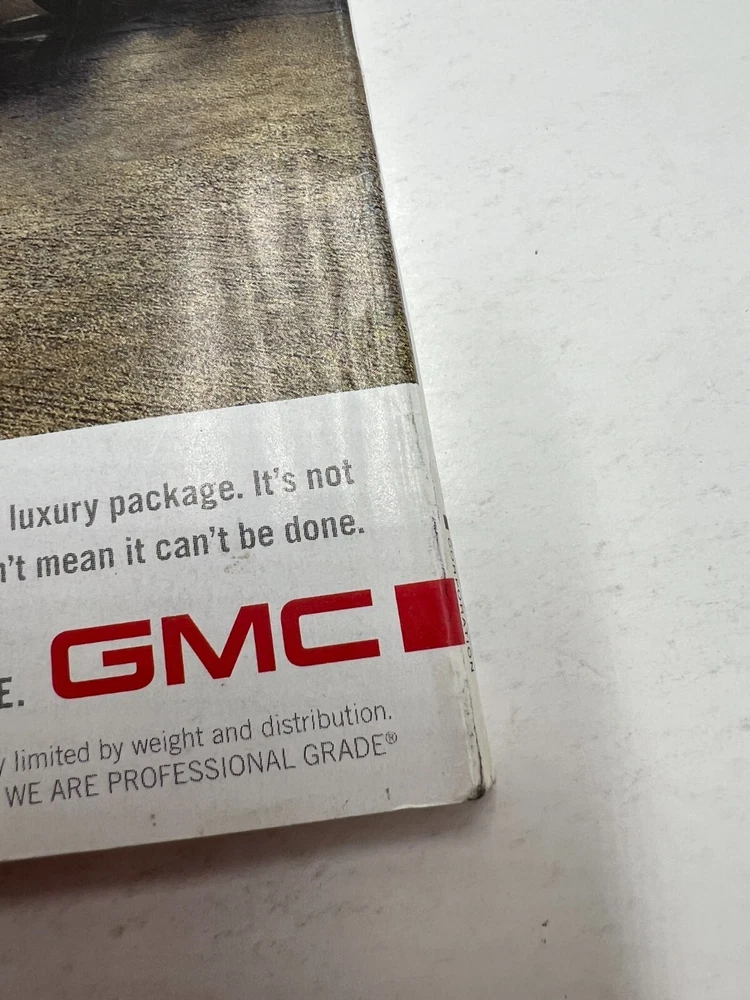 luxury package. It's not
n't mean it can't be done.
E. GMC
y limited by weight and distribution.
WE ARE PROFESSIONAL GRADE®